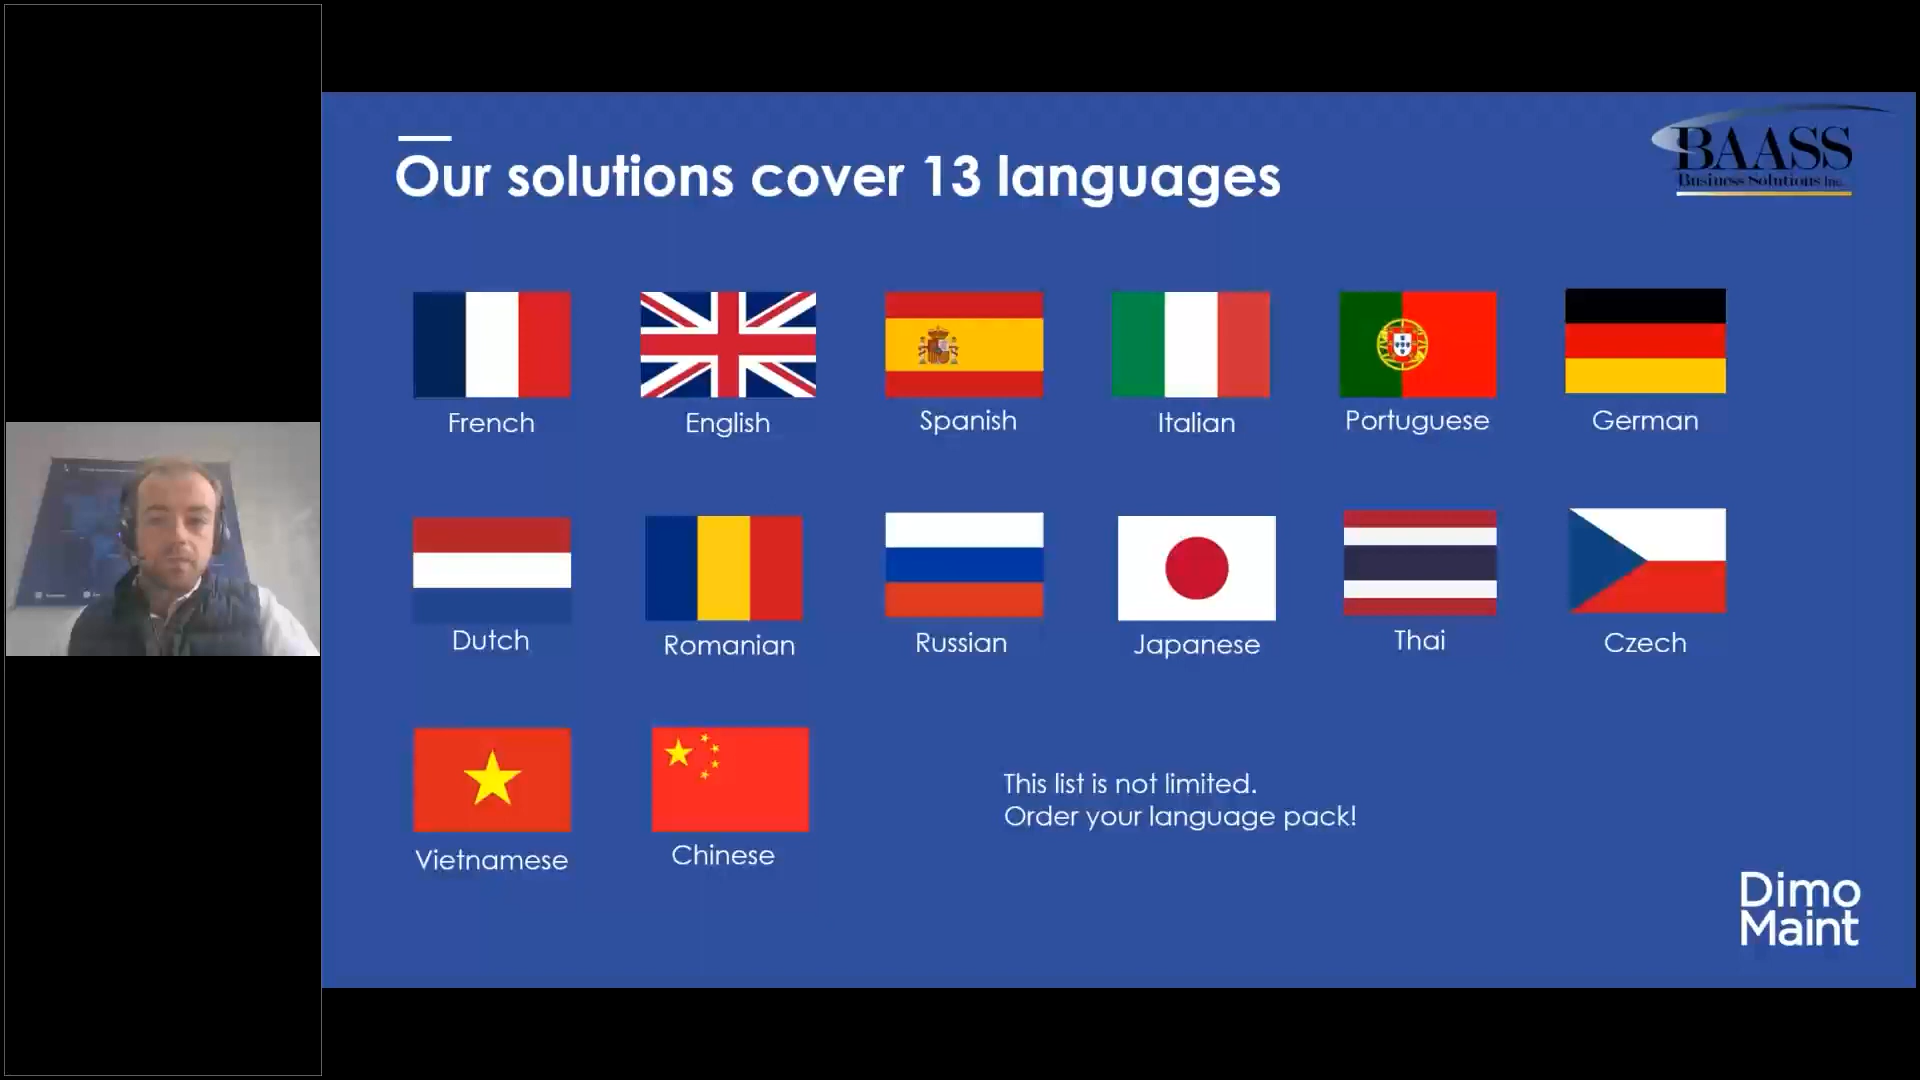 Our solutions cover 13 languages
BAASS
Business Solutions Inc.
French
English
Spanish
Italian
Portuguese
German
Dutch
Romanian
Russian
Japanese
Thai
Czech
Vietnamese
Chinese
This list is not limited.
Order your language pack!
Dimo
Maint